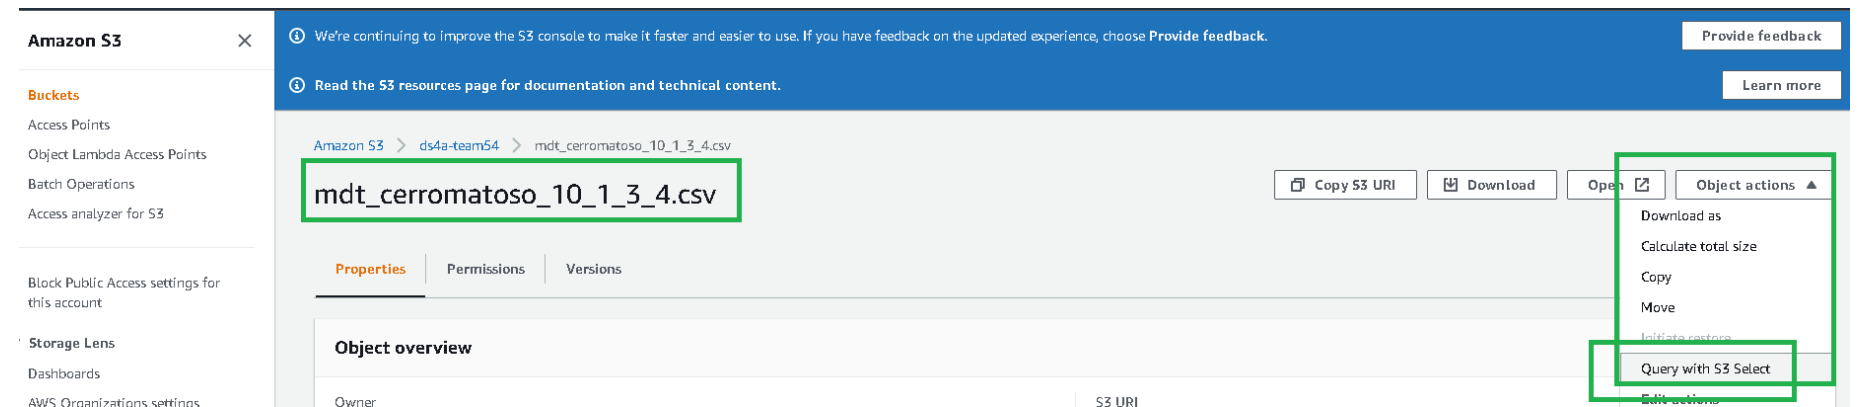 Amazon S3
We're continuing to improve the S3 console to make it faster and easier to use. If you have feedback on the updated experience, choose Provide feedback.
Provide feedback
Read the S3 resources page for documentation and technical content.
Learn more
Buckets
Access Points
Object Lambda Access Points
Batch Operations
Access analyzer for S3
Block Public Access settings for
this account
Storage Lens
Dashboards
AWS Organizations settings
Amazon S3 > ds4a-team54 > mdt_cerromatoso_10_1_3_4.csv
mdt_cerromatoso_10_1_3_4.csv
Copy S3 URI
Download
Open
Object actions
Download as
Calculate total size
Copy
Move
Initiate restore
Query with S3 Select
Edit actions
Properties
Permissions
Versions
Object overview
Owner
S3 URI